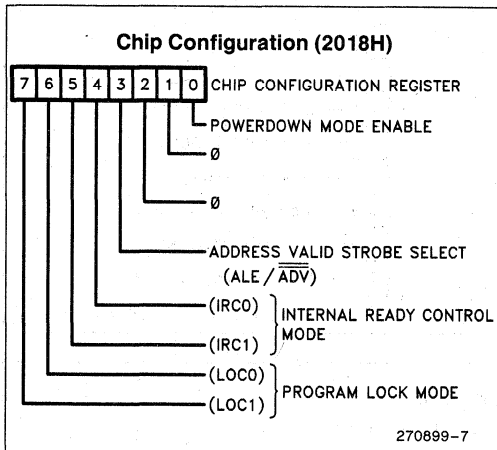 Chip Configuration (2018H)
7 6 5 4 3 2 1 0 CHIP CONFIGURATION REGISTER
POWERDOWN MODE ENABLE
Ø
Ø
ADDRESS VALID STROBE SELECT
(ALE / ADV)
(IRC0)
INTERNAL READY CONTROL
MODE
(IRC1)
(LOC0)
PROGRAM LOCK MODE
(LOC1)
270899-7